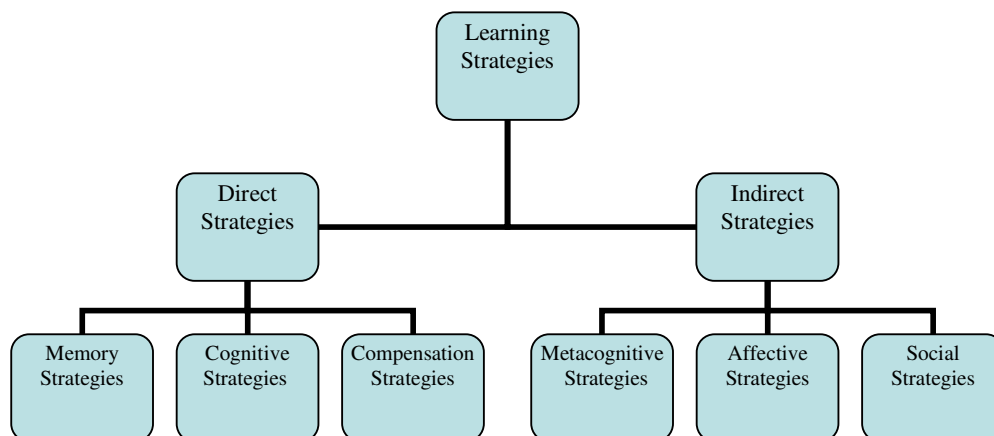 Learning
Strategies
Direct
Strategies
Indirect
Strategies
Memory
Strategies
Cognitive
Strategies
Compensation
Strategies
Metacognitive
Strategies
Affective
Strategies
Social
Strategies